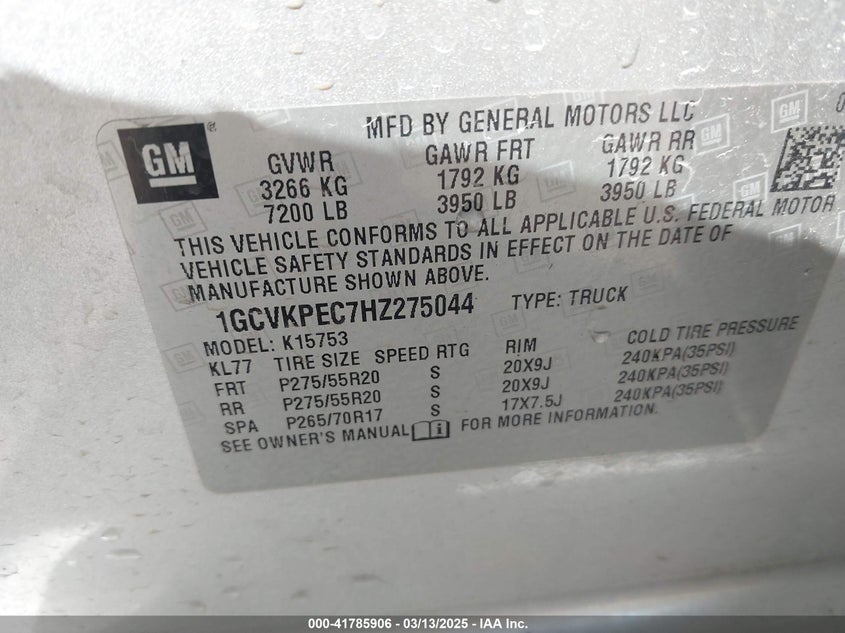 MFD BY GENERAL MOTORS LLC
GM ®
GVWR GAWR FRT GAWR RR
3266 KG 1792 KG 1792 KG
7200 LB 3950 LB 3950 LB
THIS VEHICLE CONFORMS TO ALL APPLICABLE U.S. FEDERAL MOTOR
VEHICLE SAFETY STANDARDS IN EFFECT ON THE DATE OF
MANUFACTURE SHOWN ABOVE.
1GCVKPEC7HZ275044 TYPE: TRUCK
MODEL: K15753
KL77 TIRE SIZE SPEED RTG RIM COLD TIRE PRESSURE
FRT P275/55R20 S 20X9J 240KPA(35PSI)
RR P275/55R20 S 20X9J 240KPA(35PSI)
SPA P265/70R17 S 17X7.5J 240KPA(35PSI)
SEE OWNER'S MANUAL i FOR MORE INFORMATION.
000-41785906 - 03/13/2025 - IAA Inc.